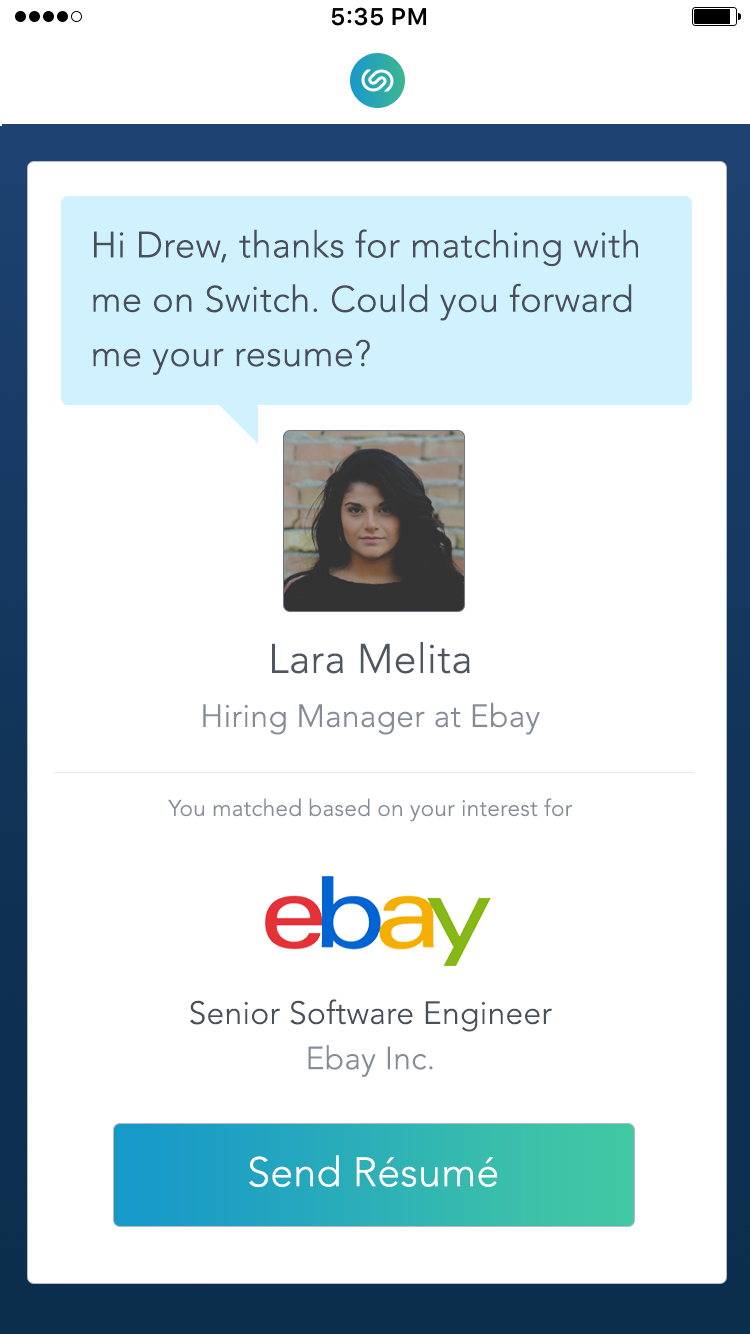 5:35 PM
Hi Drew, thanks for matching with
me on Switch. Could you forward
me your resume?
Lara Melita
Hiring Manager at Ebay
You matched based on your interest for
ebay
Senior Software Engineer
Ebay Inc.
Send Résumé